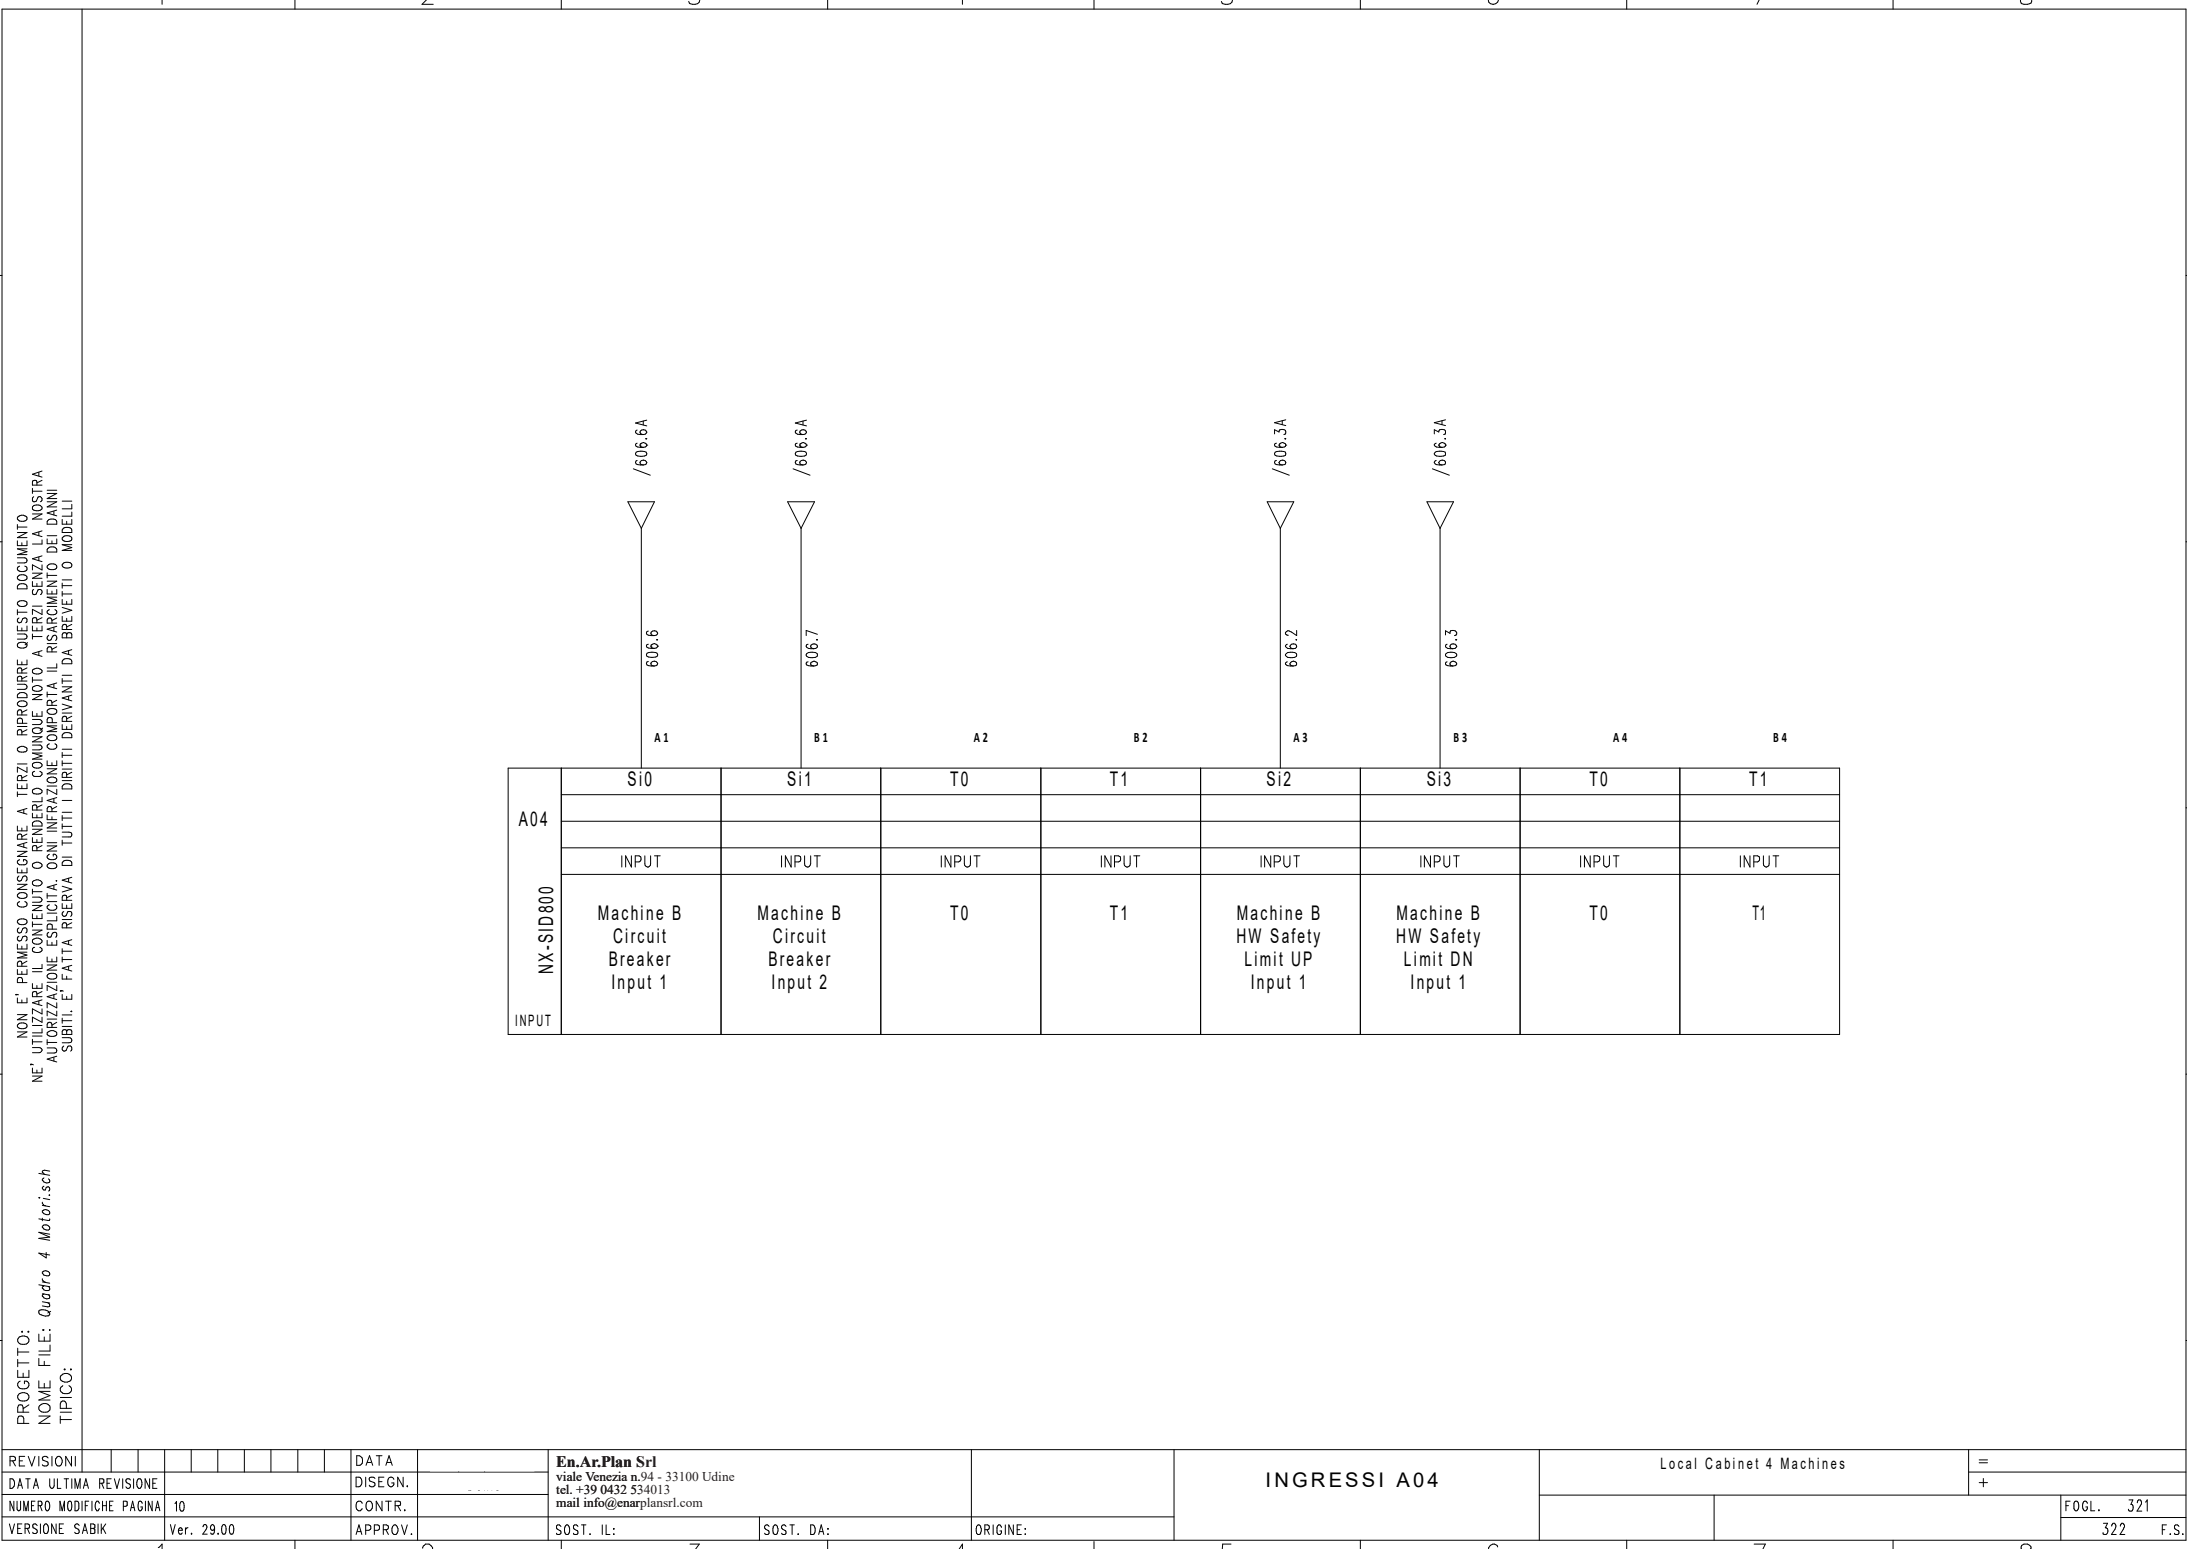 /606.6A
/606.6A
/606.3A
/606.3A
606.6
606.7
606.2
606.3
A1
B1
A2
B2
A3
B3
A4
B4
Si0
Si1
T0
T1
Si2
Si3
T0
T1
A04
INPUT
INPUT
INPUT
INPUT
INPUT
INPUT
INPUT
INPUT
NX-SID800
INPUT
Machine B
Circuit
Breaker
Input 1
Machine B
Circuit
Breaker
Input 2
T0
T1
Machine B
HW Safety
Limit UP
Input 1
Machine B
HW Safety
Limit DN
Input 1
T0
T1
NON E' PERMESSO CONSEGNARE A TERZI O RIPRODURRE QUESTO DOCUMENTO
NE' UTILIZZARE IL CONTENUTO O RENDERLO COMUNQUE NOTO A TERZI SENZA LA NOSTRA
AUTORIZZAZIONE ESPLICITA. OGNI INFRAZIONE COMPORTA IL RISARCIMENTO DEI DANNI
SUBITI. E' FATTA RISERVA DI TUTTI I DIRITTI DERIVANTI DA BREVETTI O MODELLI
PROGETTO:
NOME FILE: Quadro 4 Motori.sch
TIPICO:
REVISIONI
DATA ULTIMA REVISIONE
NUMERO MODIFICHE PAGINA 10
VERSIONE SABIK Ver. 29.00
DATA
DISEGN.
CONTR.
APPROV.
En.Ar.Plan Srl
viale Venezia n.94 - 33100 Udine
tel. +39 0432 534013
mail info@enarplansrl.com
SOST. IL:
SOST. DA:
ORIGINE:
INGRESSI A04
Local Cabinet 4 Machines
=
+
FOGL. 321
322 F.S.